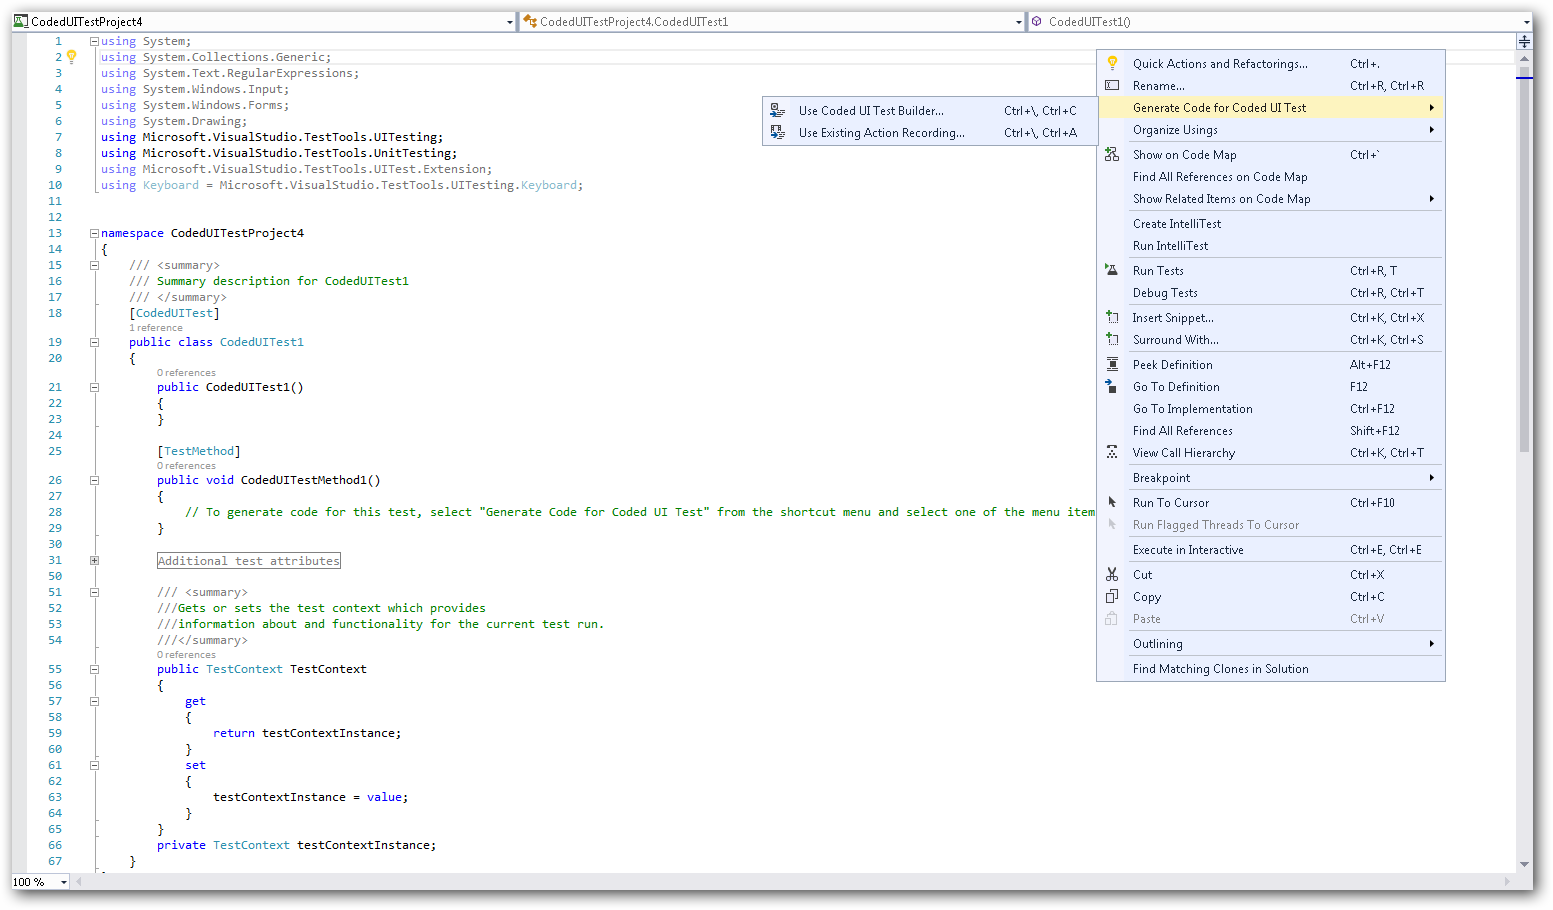 CodedUITestProject4
CodedUITestProject4.CodedUITest1
CodedUITest1()
1 using System;
2 using System.Collections.Generic;
3 using System.Text.RegularExpressions;
4 using System.Windows.Input;
5 using System.Windows.Forms;
6 using System.Drawing;
7 using Microsoft.VisualStudio.TestTools.UITesting;
8 using Microsoft.VisualStudio.TestTools.UnitTesting;
9 using Microsoft.VisualStudio.TestTools.UITest.Extension;
10 using Keyboard = Microsoft.VisualStudio.TestTools.UITesting.Keyboard;
11
12
13 namespace CodedUITestProject4
14 {
15 /// <summary>
16 /// Summary description for CodedUITest1
17 /// </summary>
18 [CodedUITest]
1 reference
19 public class CodedUITest1
20 {
0 references
21 public CodedUITest1()
22 {
23 }
24
25 [TestMethod]
0 references
26 public void CodedUITestMethod1()
27 {
28 // To generate code for this test, select "Generate Code for Coded UI Test" from the shortcut menu and select one of the menu item
29 }
30
31 Additional test attributes
50
51 /// <summary>
52 ///Gets or sets the test context which provides
53 ///information about and functionality for the current test run.
54 ///</summary>
0 references
55 public TestContext TestContext
56 {
57 get
58 {
59 return testContextInstance;
60 }
61 set
62 {
63 testContextInstance = value;
64 }
65 }
66 private TestContext testContextInstance;
67 }
100 %
Use Coded UI Test Builder... Ctrl+\, Ctrl+C
Use Existing Action Recording... Ctrl+\, Ctrl+A
Quick Actions and Refactorings... Ctrl+.
Rename... Ctrl+R, Ctrl+R
Generate Code for Coded UI Test
Organize Usings
Show on Code Map Ctrl+`
Find All References on Code Map
Show Related Items on Code Map
Create IntelliTest
Run IntelliTest
Run Tests Ctrl+R, T
Debug Tests Ctrl+R, Ctrl+T
Insert Snippet... Ctrl+K, Ctrl+X
Surround With... Ctrl+K, Ctrl+S
Peek Definition Alt+F12
Go To Definition F12
Go To Implementation Ctrl+F12
Find All References Shift+F12
View Call Hierarchy Ctrl+K, Ctrl+T
Breakpoint
Run To Cursor Ctrl+F10
Run Flagged Threads To Cursor
Execute in Interactive Ctrl+E, Ctrl+E
Cut Ctrl+X
Copy Ctrl+C
Paste Ctrl+V
Outlining
Find Matching Clones in Solution